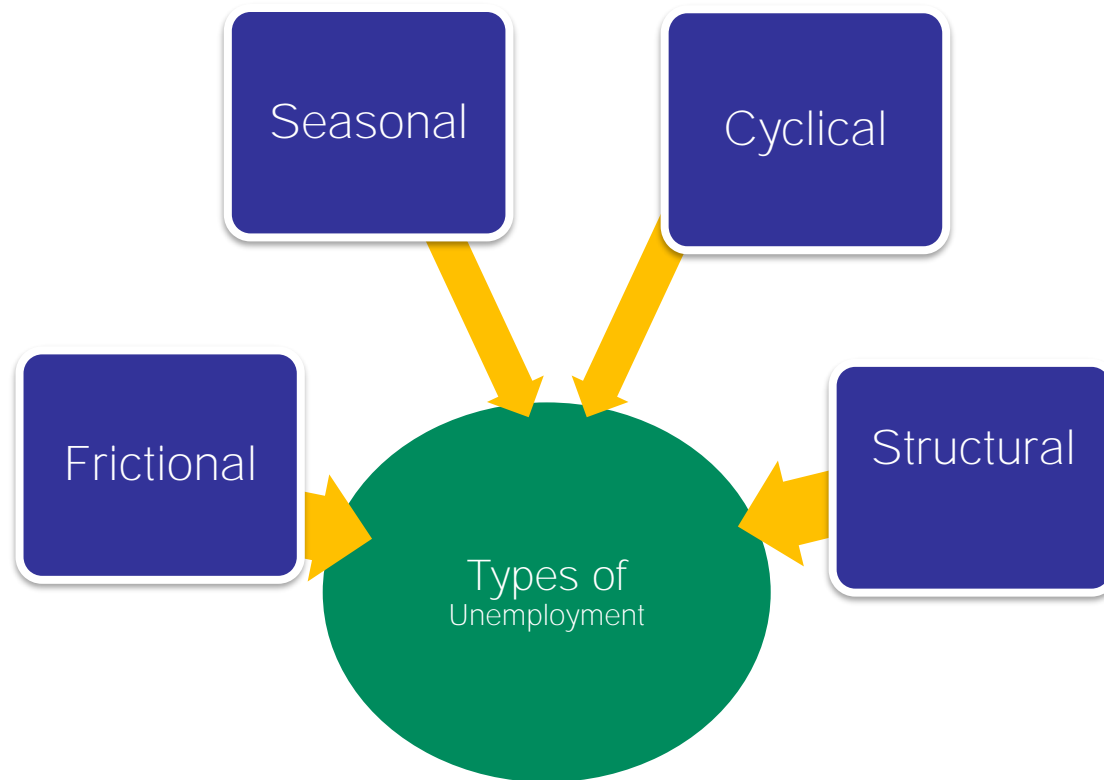 Seasonal
Cyclical
Frictional
Structural
Types of
Unemployment